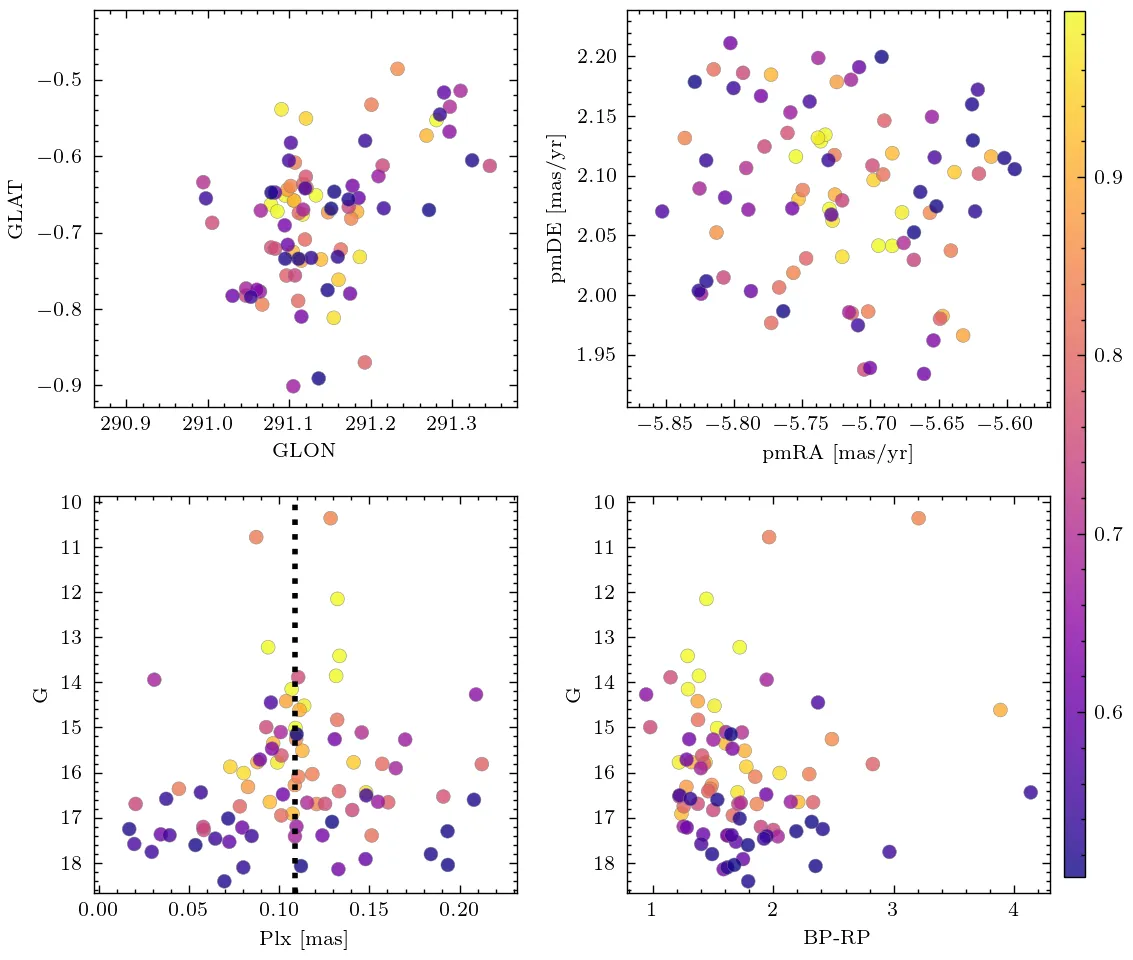 −0.5
−0.6
−0.7
−0.8
−0.9
GLAT
290.9 291.0 291.1 291.2 291.3
GLON
2.20
2.15
2.10
2.05
2.00
1.95
pmDE [mas/yr]
−5.85 −5.80 −5.75 −5.70 −5.65 −5.60
pmRA [mas/yr]
10
11
12
13
14
15
16
17
18
G
0.00 0.05 0.10 0.15 0.20
Plx [mas]
10
11
12
13
14
15
16
17
18
G
1 2 3 4
BP-RP
0.9
0.8
0.7
0.6